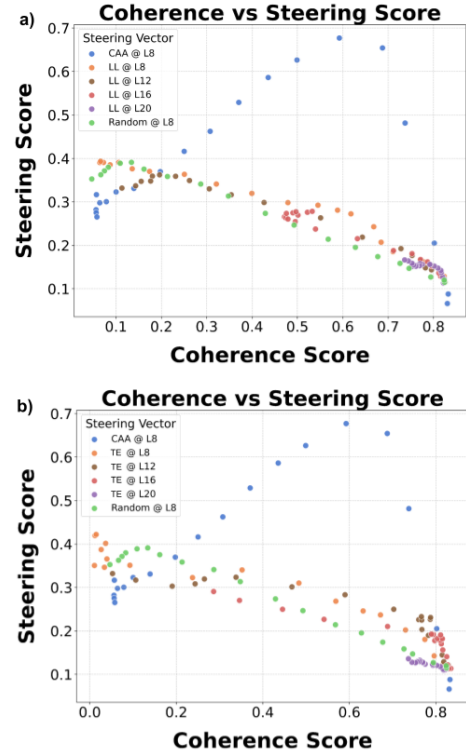 a) Coherence vs Steering Score
Steering Vector
CAA @ L8
LL @ L8
LL @ L12
LL @ L16
LL @ L20
Random @ L8
0.7
0.6
0.5
0.4
0.3
0.2
0.1
Steering Score
0.1 0.2 0.3 0.4 0.5 0.6 0.7 0.8
Coherence Score
b) Coherence vs Steering Score
Steering Vector
CAA @ L8
TE @ L8
TE @ L12
TE @ L16
TE @ L20
Random @ L8
0.7
0.6
0.5
0.4
0.3
0.2
0.1
Steering Score
0.0 0.2 0.4 0.6 0.8
Coherence Score